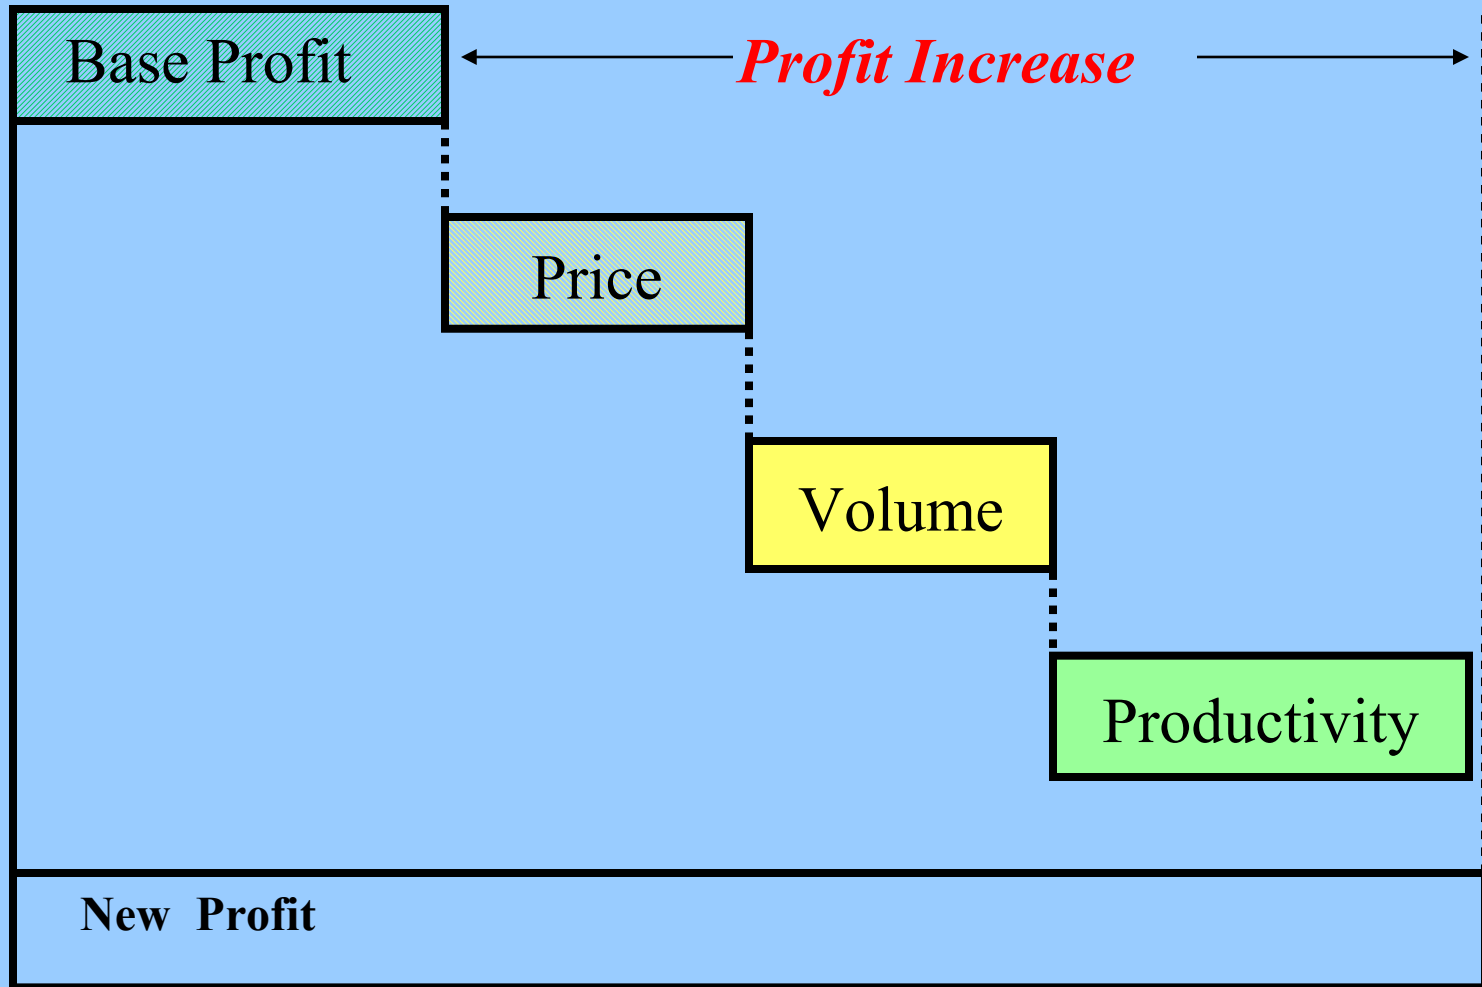 Base Profit
Profit Increase
Price
Volume
Productivity
New Profit